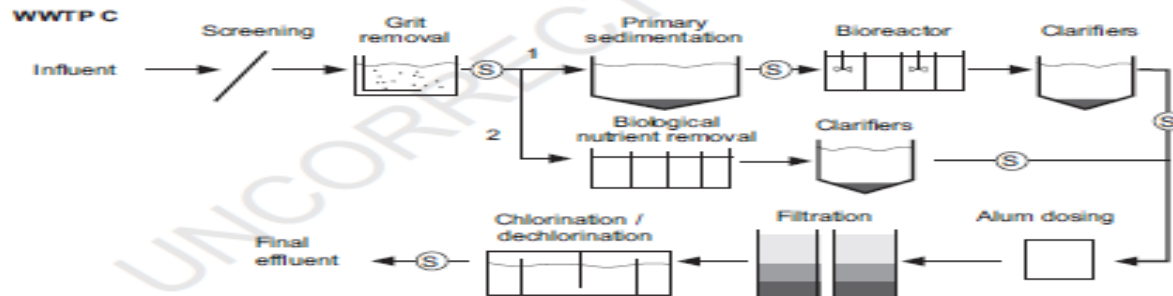 WWTP C
Screening
Grit
removal
Primary
sedimentation
Bioreactor
Clarifiers
Influent
S
1
S
S
2
Biological
nutrient removal
Clarifiers
S
Chlorination /
dechlorination
Filtration
Alum dosing
Final
effluent
S
UNCORRECT